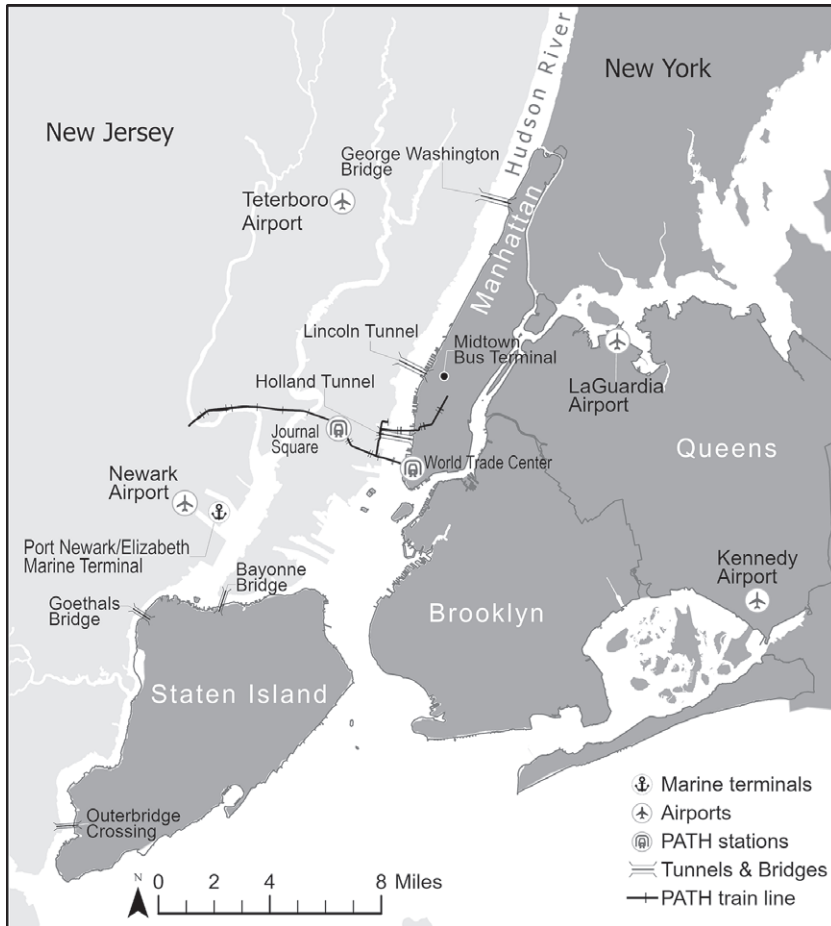 New Jersey
New York
Hudson River
George Washington
Bridge
Teterboro
Airport
Manhattan
Lincoln Tunnel
Midtown
Bus Terminal
Holland Tunnel
LaGuardia
Airport
Journal
Square
World Trade Center
Queens
Newark
Airport
Port Newark/Elizabeth
Marine Terminal
Bayonne
Bridge
Kennedy
Airport
Goethals
Bridge
Brooklyn
Staten Island
Outerbridge
Crossing
Marine terminals
Airports
PATH stations
Tunnels & Bridges
PATH train line
N
0 2 4 8 Miles